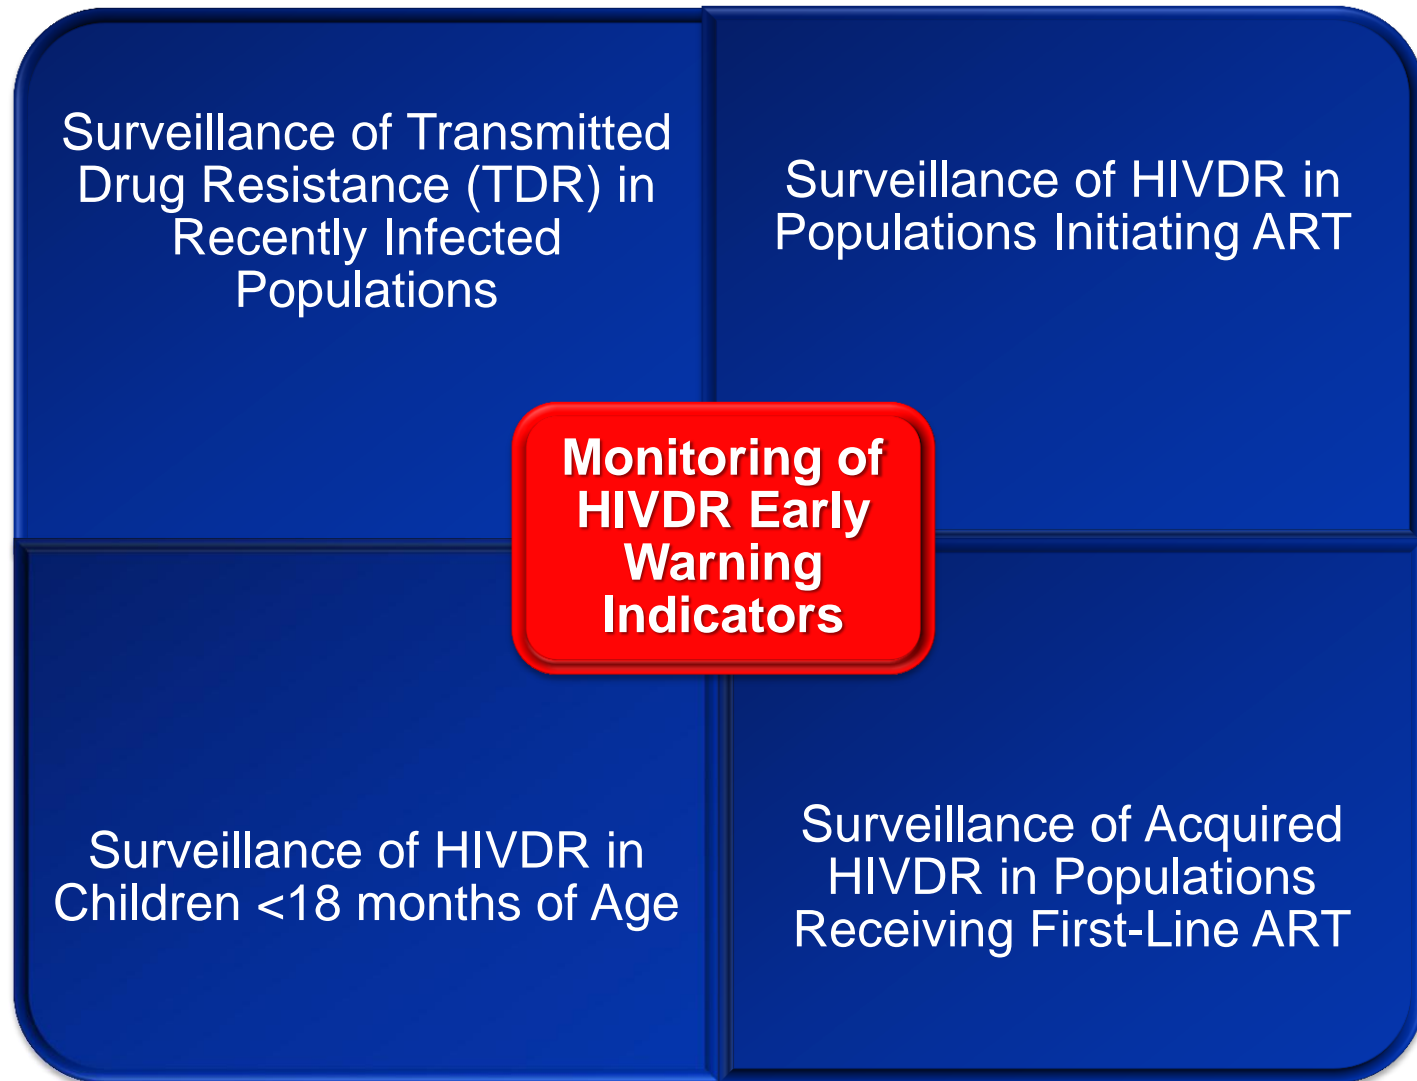 Surveillance of Transmitted
Drug Resistance (TDR) in
Recently Infected
Populations
Surveillance of HIVDR in
Populations Initiating ART
Monitoring of
HIVDR Early
Warning
Indicators
Surveillance of HIVDR in
Children <18 months of Age
Surveillance of Acquired
HIVDR in Populations
Receiving First-Line ART